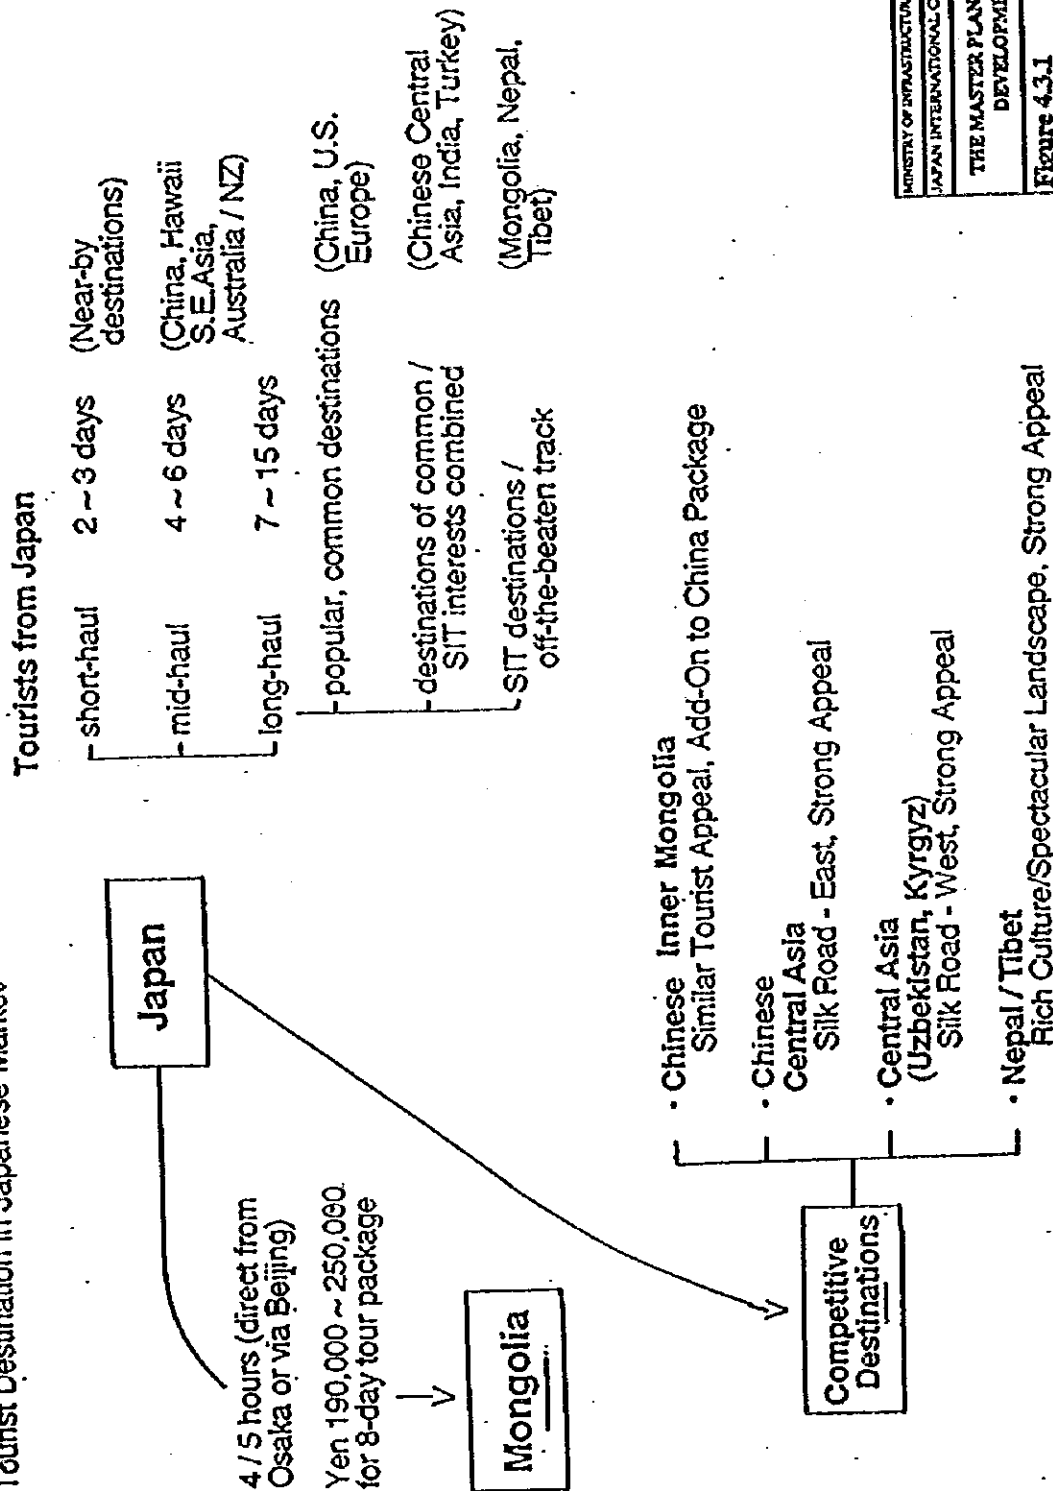 Tourist Destination in Japanese Market
Japan
4 / 5 hours (direct from
Osaka or via Beijing)
Yen 190,000 ~ 250,000
for 8-day tour package
Mongolia
Competitive
Destinations
Tourists from Japan
short-haul 2 ~ 3 days (Near-by
destinations)
mid-haul 4 ~ 6 days (China, Hawaii
S.E.Asia,
Australia / NZ)
long-haul 7 ~ 15 days
popular, common destinations (China, U.S.
Europe)
destinations of common / (Chinese Central
SIT interests combined Asia, India, Turkey)
SIT destinations / (Mongolia, Nepal,
off-the-beaten track Tibet)
• Chinese Inner Mongolia
Similar Tourist Appeal, Add-On to China Package
• Chinese
Central Asia
Silk Road - East, Strong Appeal
• Central Asia
(Uzbekistan, Kyrgyz)
Silk Road - West, Strong Appeal
• Nepal / Tibet
Rich Culture/Spectacular Landscape, Strong Appeal
MINISTRY OF INFRASTRUCTUR
JAPAN INTERNATIONAL C
THE MASTER PLAN
DEVELOPME
Figure 4.3.1